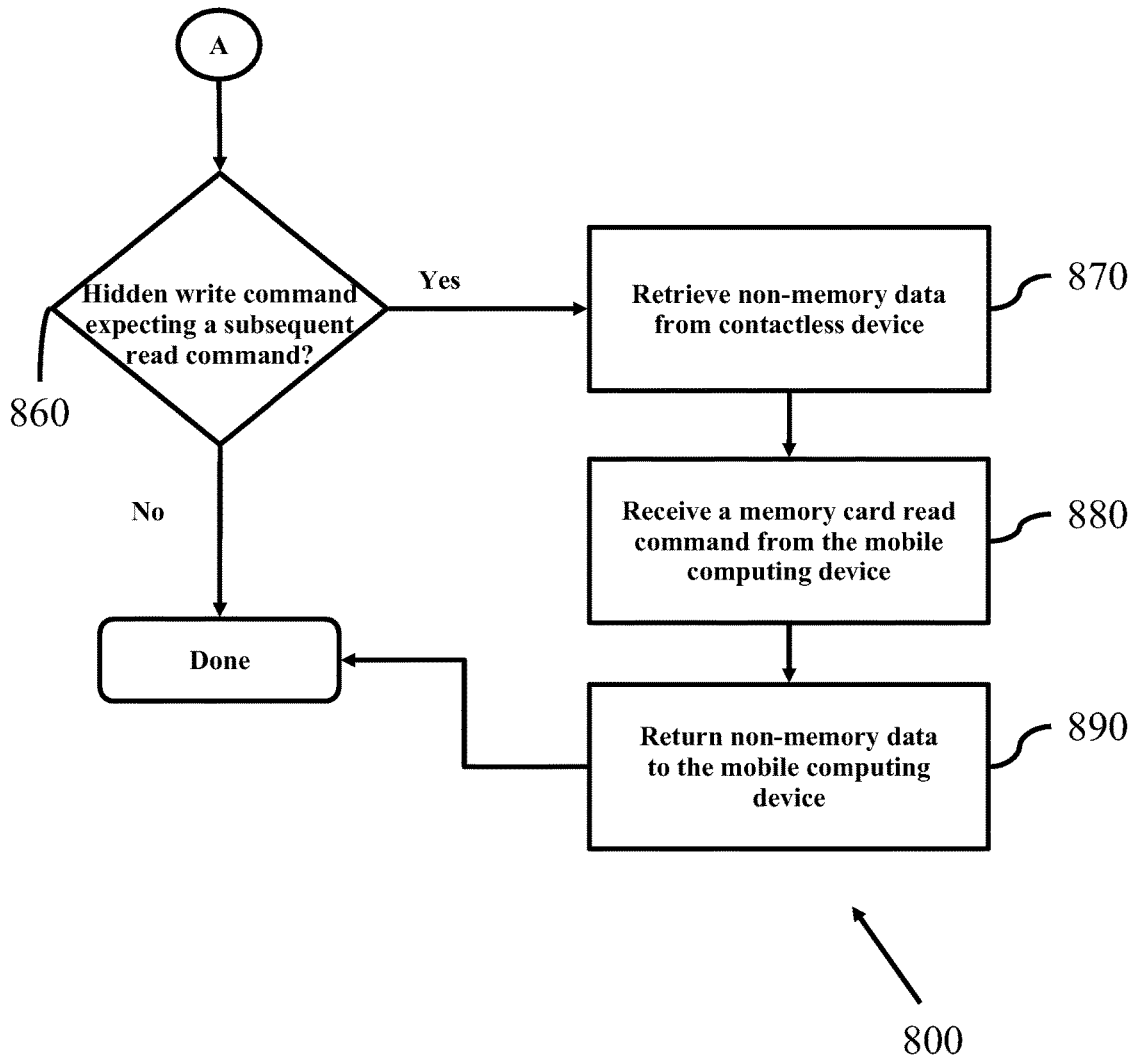 A
Hidden write command
expecting a subsequent
read command?
860
Yes
No
Retrieve non-memory data
from contactless device
870
Receive a memory card read
command from the mobile
computing device
880
Done
Return non-memory data
to the mobile computing
device
890
800